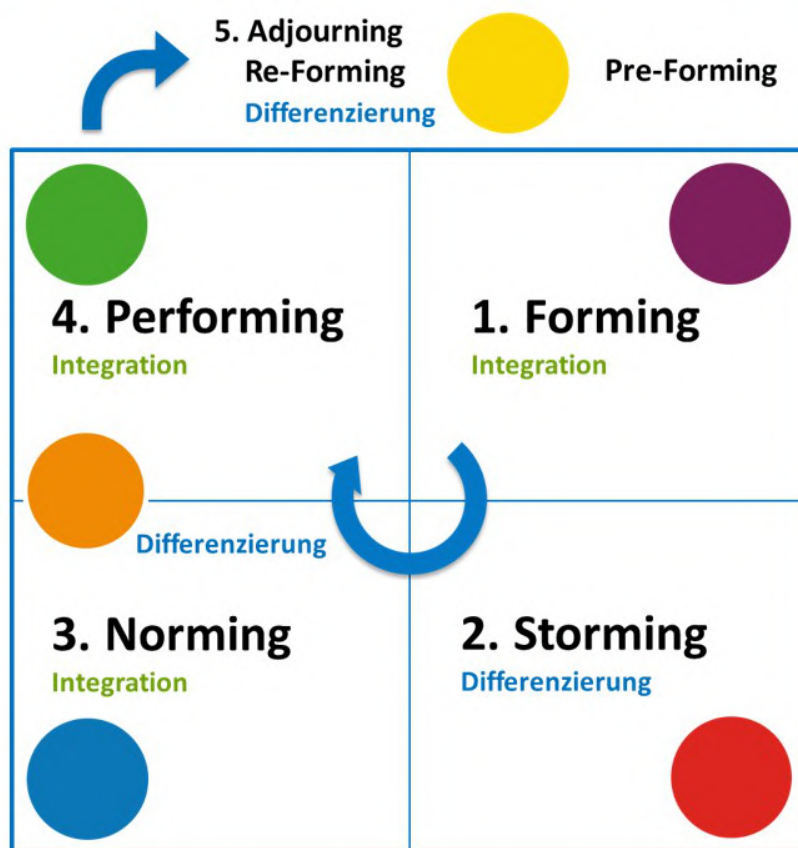 5. Adjourning
Re-Forming
Differenzierung
Pre-Forming
4. Performing
Integration
1. Forming
Integration
Differenzierung
3. Norming
Integration
2. Storming
Differenzierung